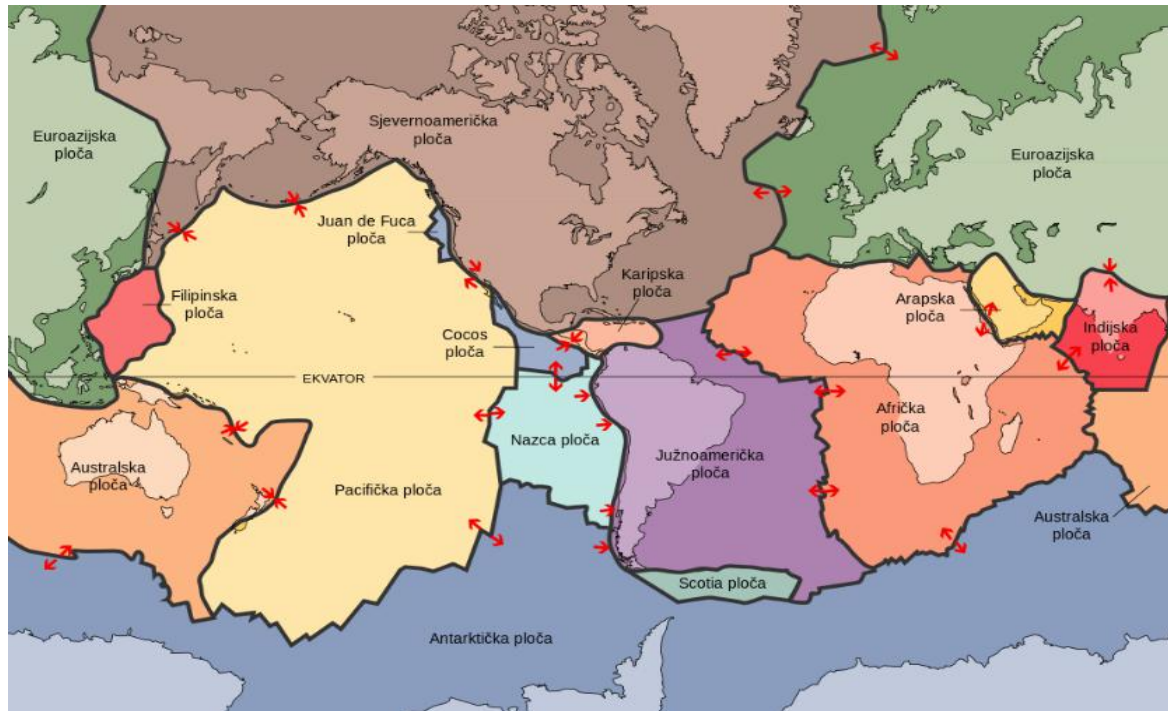 Euroazijska
ploča
Sjevernoamerička
ploča
Euroazijska
ploča
Juan de Fuca
ploča
Karipska
ploča
Filipinska
ploča
Arapska
ploča
Cocos
ploča
Indijska
ploča
EKVATOR
Afrička
ploča
Nazca ploča
Južnoamerička
ploča
Australska
ploča
Pacifička ploča
Australska
ploča
Scotia ploča
Antarktička ploča